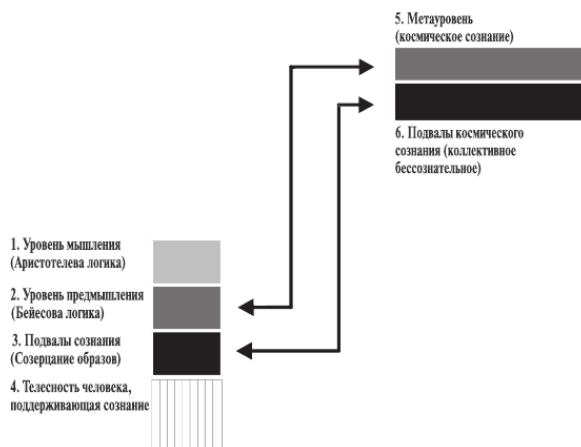 5. Метауровень
(космическое сознание)
6. Подвалы космического
сознания (коллективное
бессознательное)
1. Уровень мышления
(Аристотелева логика)
2. Уровень предмышления
(Бейесова логика)
3. Подвалы сознания
(Созерцание образов)
4. Телесность человека,
поддерживающая сознание